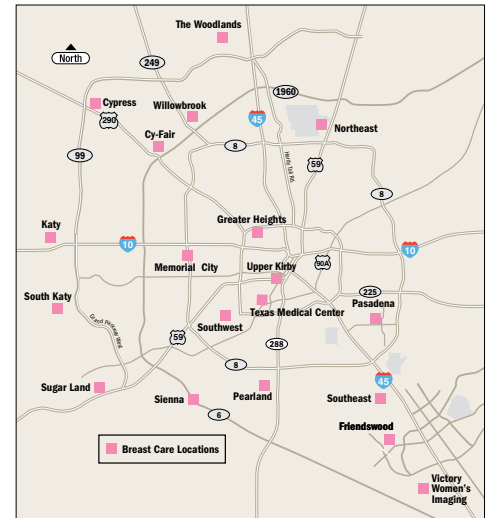 The Woodlands
North
249
1960
Cypress
Willowbrook
290
45
Northeast
Cy-Fair
8
99
Hardy Toll Rd.
59
8
Greater Heights
Katy
10
10
Memorial City
Upper Kirby
90A
225
South Katy
Texas Medical Center
Pasadena
Grand Parkway West
Southwest
59
288
8
45
Sugar Land
Sienna
Pearland
Southeast
6
Friendswood
Breast Care Locations
Victory
Women's
Imaging